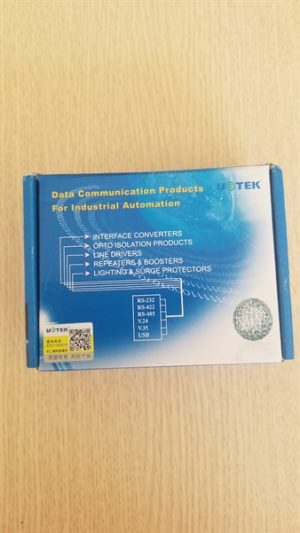 UOTEK
Data Communication Products
For Industrial Automation
INTERFACE CONVERTERS
OPTO ISOLATION PRODUCTS
LINE DRIVERS
REPEATERS & BOOSTERS
LIGHTING & SURGE PROTECTORS
RS-232
RS-422
RS-485
V.24
V.35
USB
UOTEK